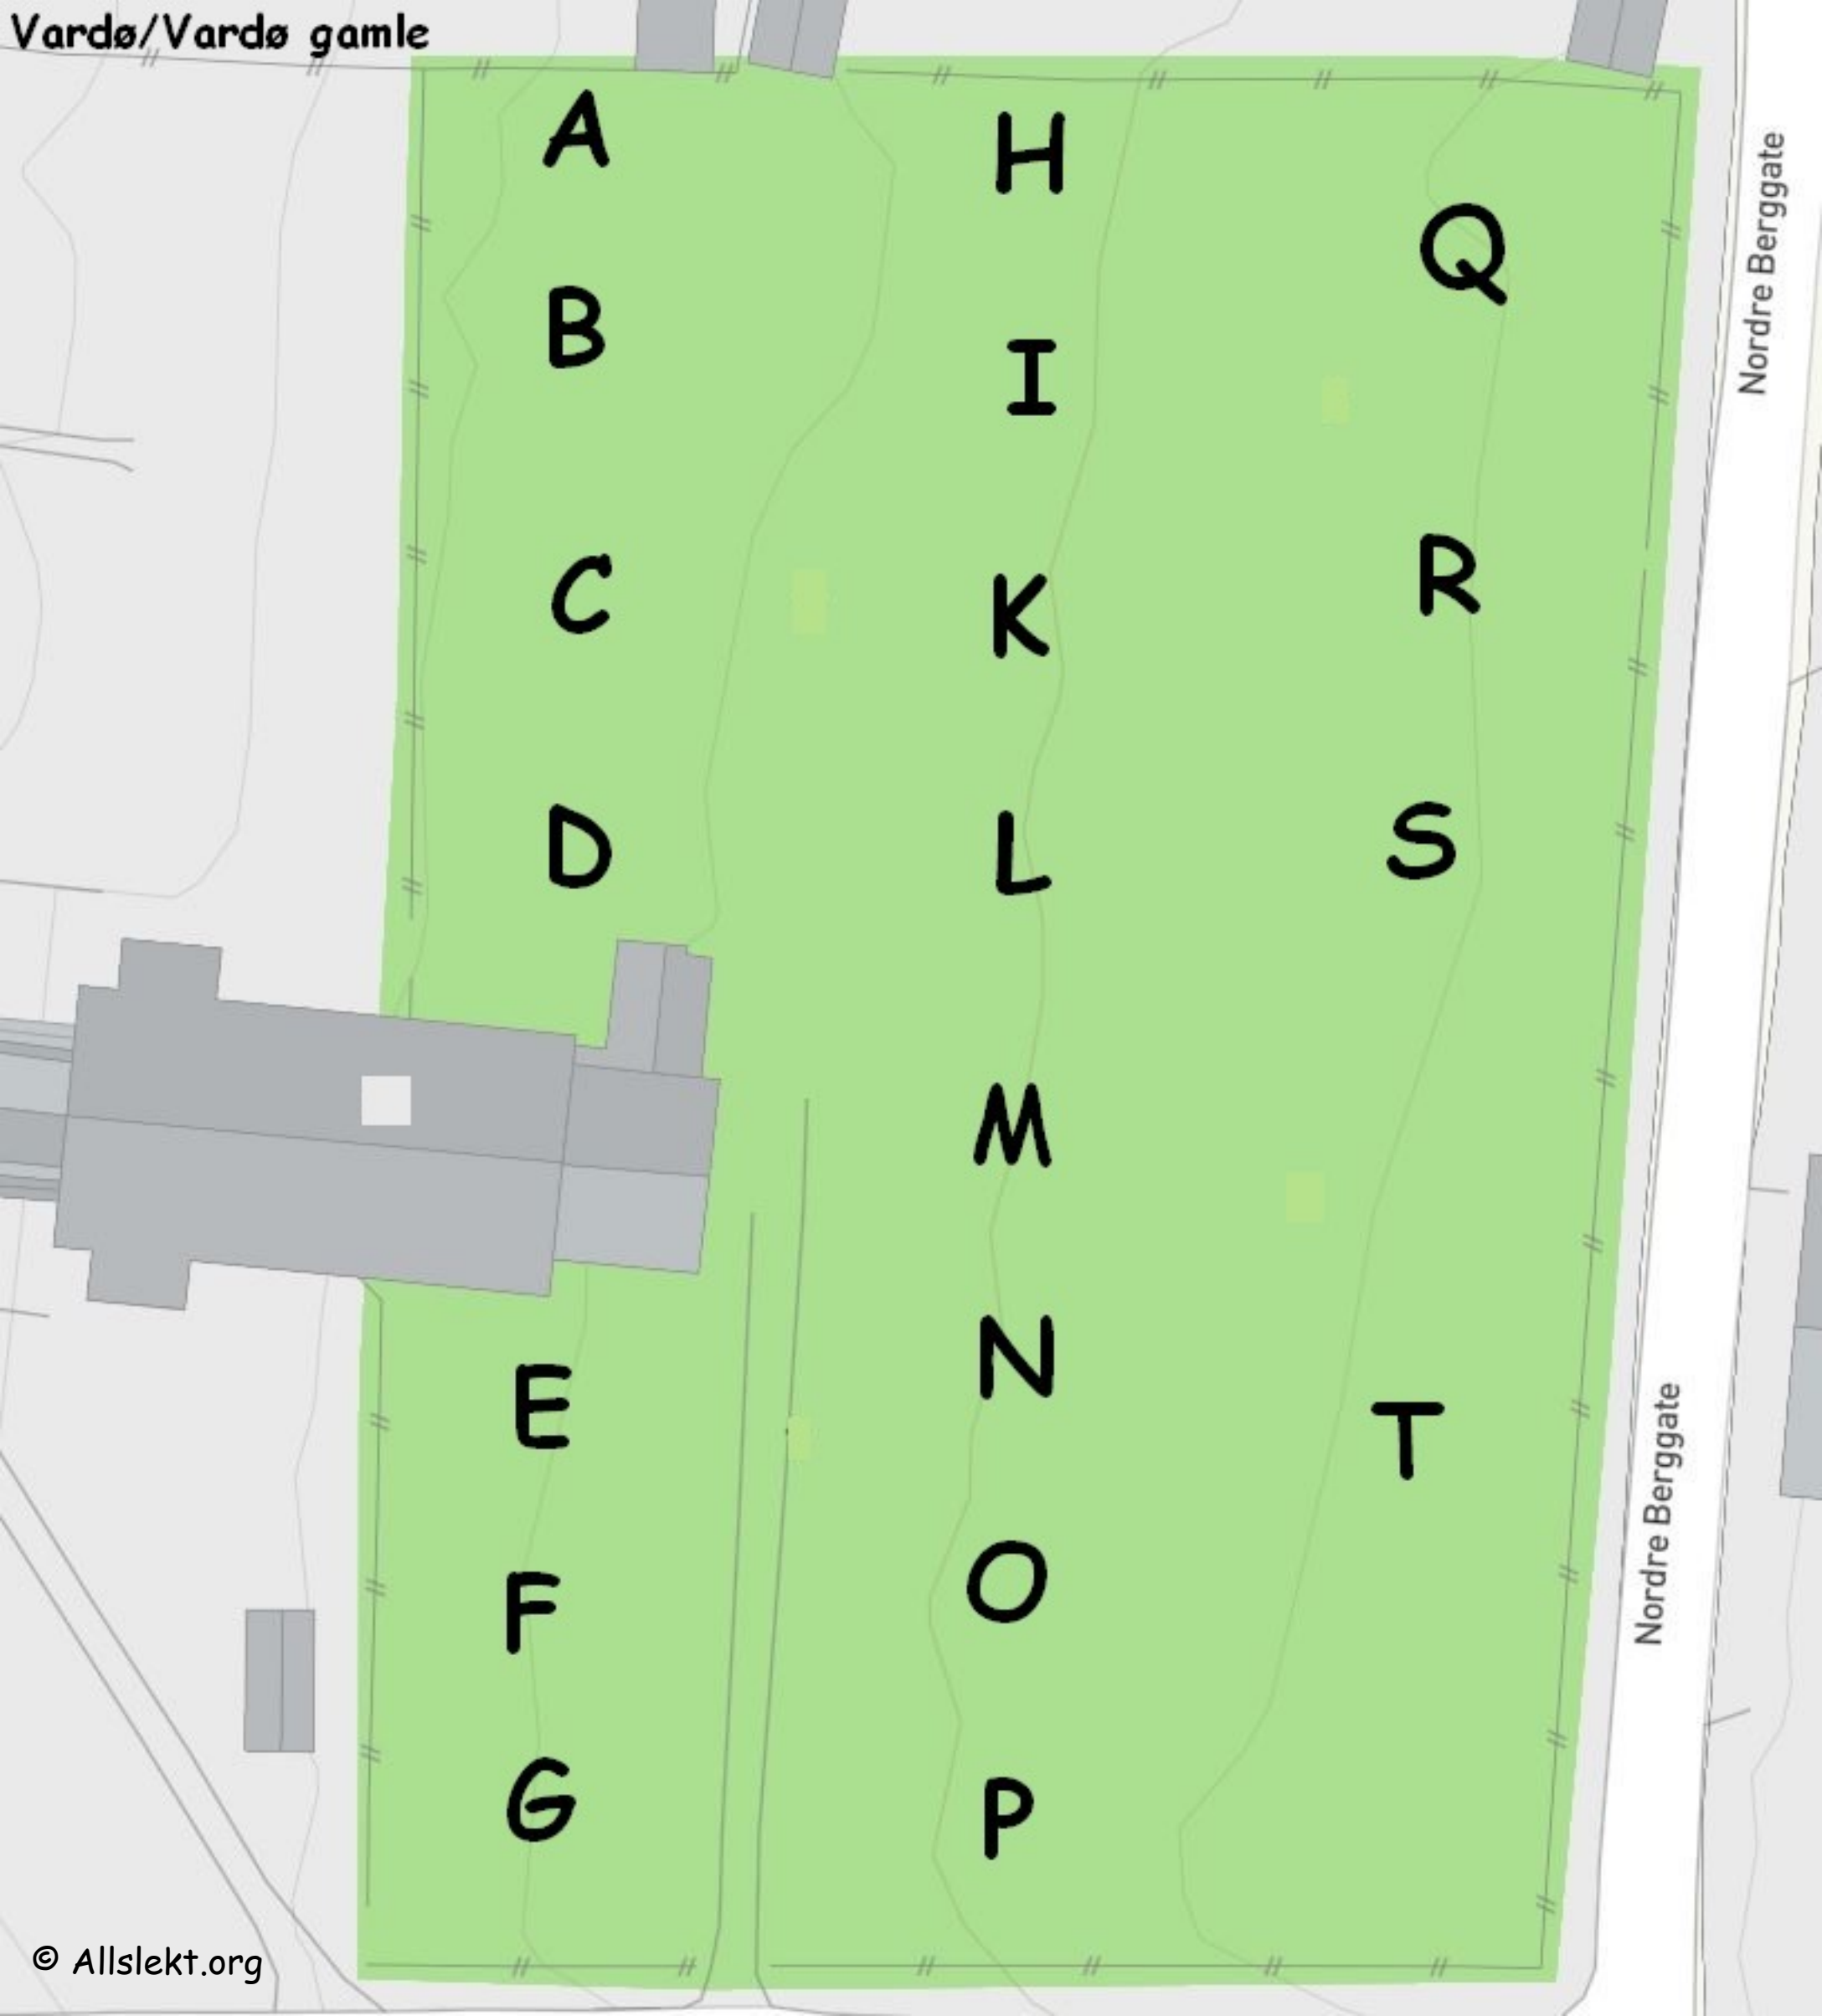 Vardø/Vardø gamle
A
H
Q
Nordre Berggate
B
I
C
K
R
D
L
S
M
E
N
T
Nordre Berggate
F
O
G
P
© Allslekt.org